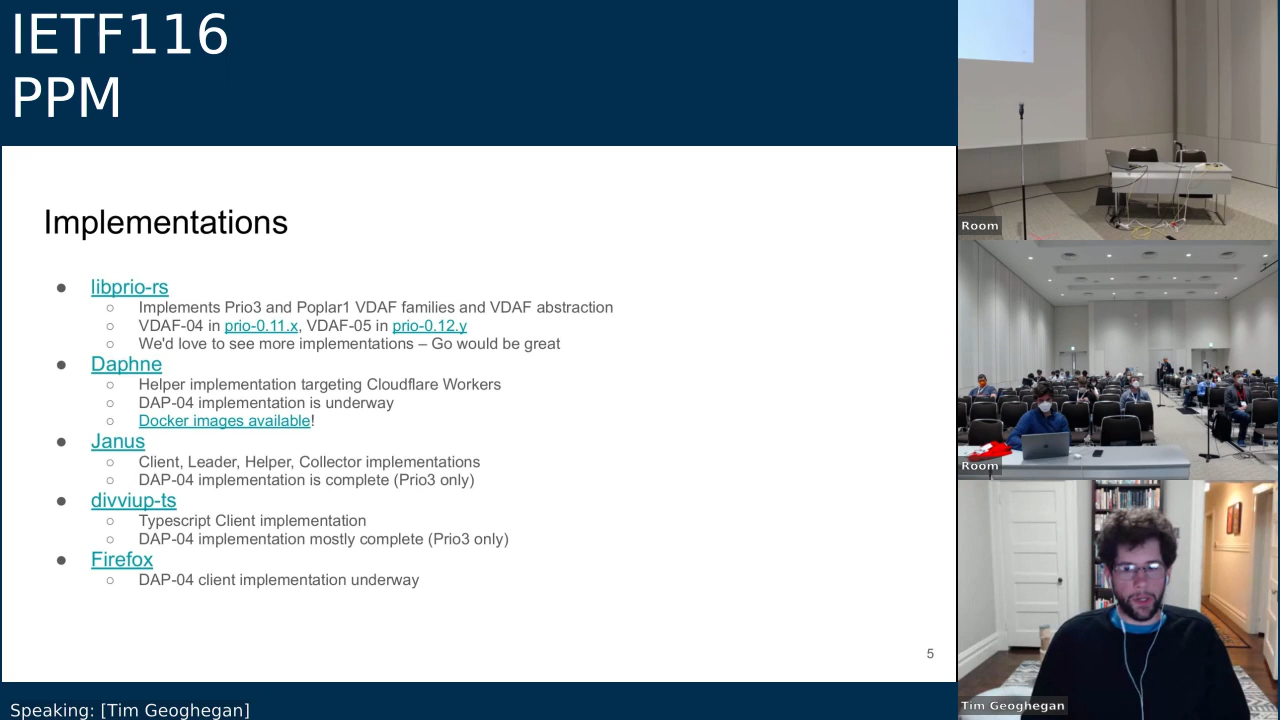 IETF116
PPM
Implementations
● libprio-rs
○ Implements Prio3 and Poplar1 VDAF families and VDAF abstraction
○ VDAF-04 in prio-0.11.x, VDAF-05 in prio-0.12.y
○ We'd love to see more implementations – Go would be great
● Daphne
○ Helper implementation targeting Cloudflare Workers
○ DAP-04 implementation is underway
○ Docker images available!
● Janus
○ Client, Leader, Helper, Collector implementations
○ DAP-04 implementation is complete (Prio3 only)
● divviup-ts
○ Typescript Client implementation
○ DAP-04 implementation mostly complete (Prio3 only)
● Firefox
○ DAP-04 client implementation underway
5
Speaking: [Tim Geoghegan]
Room
Room
Tim Geoghegan